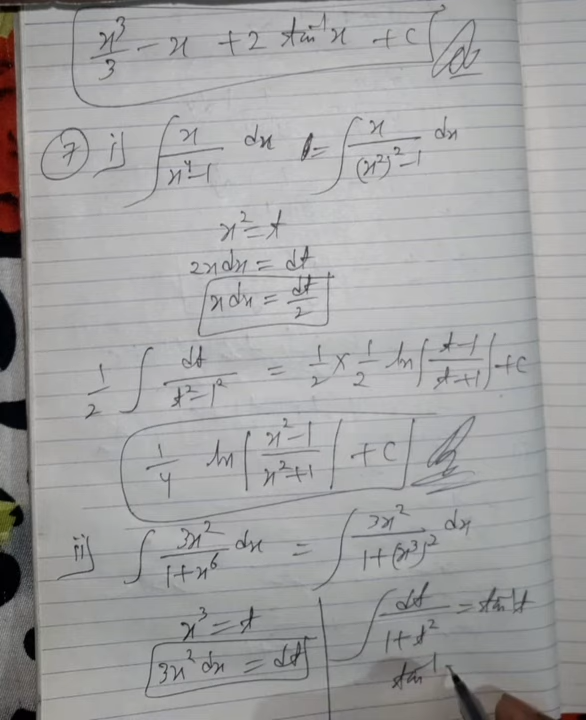 x³/3 − x + 2 tan⁻¹x + c
⑦ i) ∫ x/(x⁴−1) dx = ∫ x/((x²)²−1) dx
x² = t
2x dx = dt
x dx = dt/2
1/2 ∫ dt/(t²−1²) = 1/2 × 1/2 ln|(t−1)/(t+1)| + c
1/4 ln|(x²−1)/(x²+1)| + c
ii) ∫ 3x²/(1+x⁶) dx = ∫ 3x²/(1+(x³)²) dx
x³ = t
3x² dx = dt
∫ dt/(1+t²) = tan⁻¹t
tan⁻¹